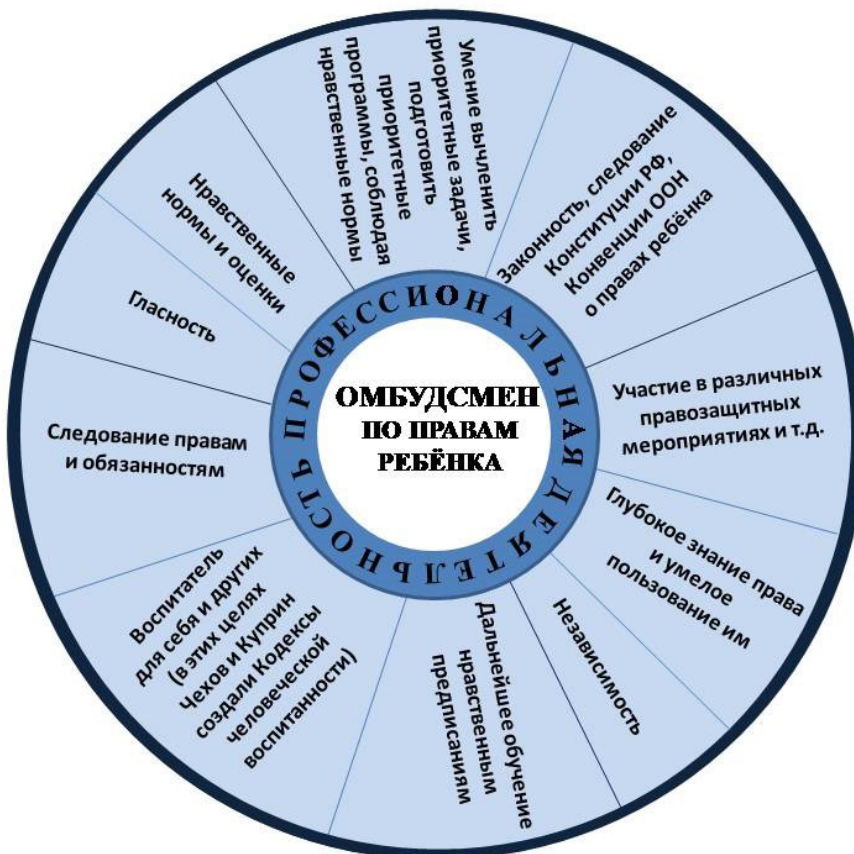 ОМБУДСМЕН
ПО ПРАВАМ
РЕБЁНКА
ПРОФЕССИОНАЛЬНАЯ ДЕЯТЕЛЬНОСТЬ
Умение вычленить
приоритетные задачи,
подготовить
приоритетные
программы, соблюдая
нравственные нормы
Законность, следование
Конституции РФ,
Конвенции ООН
о правах ребёнка
Участие в различных
правозащитных
мероприятиях и т.д.
Глубокое знание права
и умелое
пользование им
Независимость
Дальнейшее обучение
нравственным
предписаниям
Воспитатель
для себя и других
(в этих целях
Чехов и Куприн
создали Кодексы
человеческой
воспитанности)
Следование правам
и обязанностям
Гласность
Нравственные
нормы и оценки